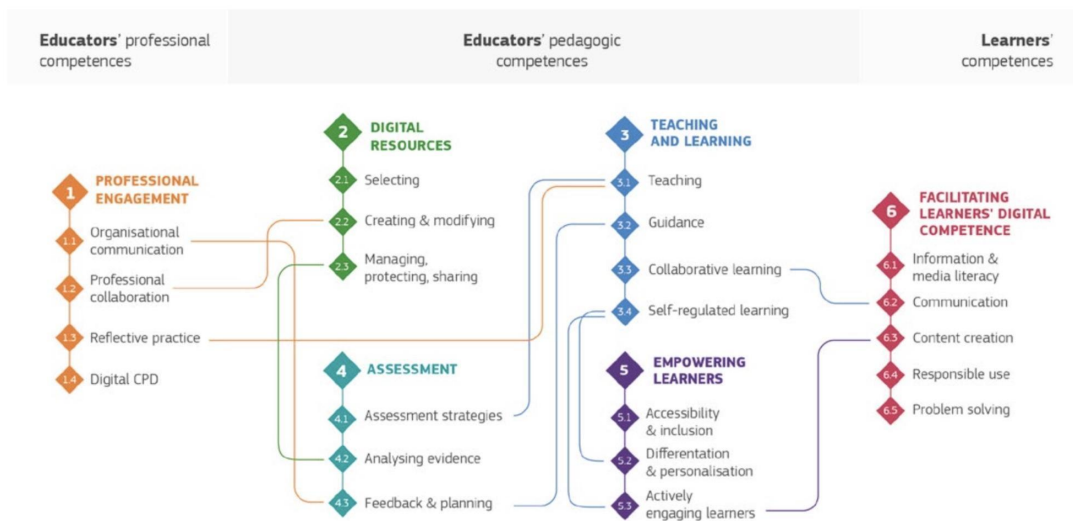 Educators' professional
competences
Educators' pedagogic
competences
Learners'
competences
1
PROFESSIONAL
ENGAGEMENT
1.1
Organisational
communication
1.2
Professional
collaboration
1.3
Reflective practice
1.4
Digital CPD
2
DIGITAL
RESOURCES
2.1
Selecting
2.2
Creating & modifying
2.3
Managing,
protecting, sharing
3
TEACHING
AND LEARNING
3.1
Teaching
3.2
Guidance
3.3
Collaborative learning
3.4
Self-regulated learning
4
ASSESSMENT
4.1
Assessment strategies
4.2
Analysing evidence
4.3
Feedback & planning
5
EMPOWERING
LEARNERS
5.1
Accessibility
& inclusion
5.2
Differentation
& personalisation
5.3
Actively
engaging learners
6
FACILITATING
LEARNERS' DIGITAL
COMPETENCE
6.1
Information &
media literacy
6.2
Communication
6.3
Content creation
6.4
Responsible use
6.5
Problem solving